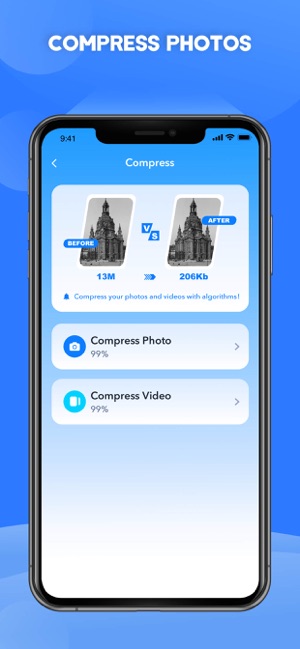 COMPRESS PHOTOS
9:41
Compress
BEFORE
VS
AFTER
13M
206Kb
Compress your photos and videos with algorithms!
Compress Photo
99%
Compress Video
99%